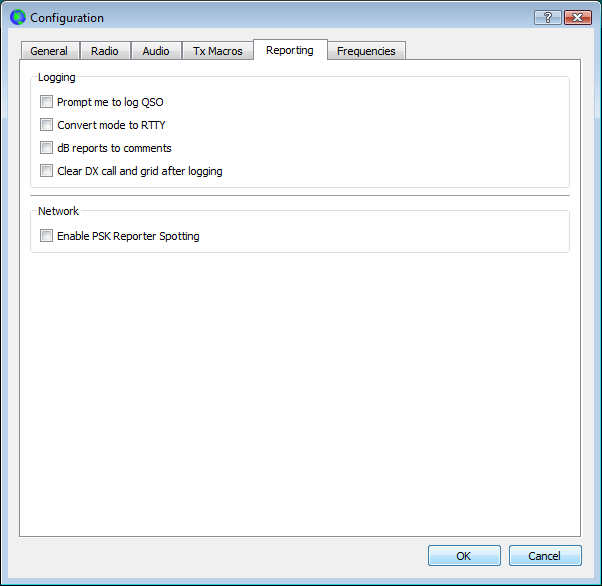 Configuration
?
General Radio Audio Tx Macros Reporting Frequencies
Logging
Prompt me to log QSO
Convert mode to RTTY
dB reports to comments
Clear DX call and grid after logging
Network
Enable PSK Reporter Spotting
OK Cancel